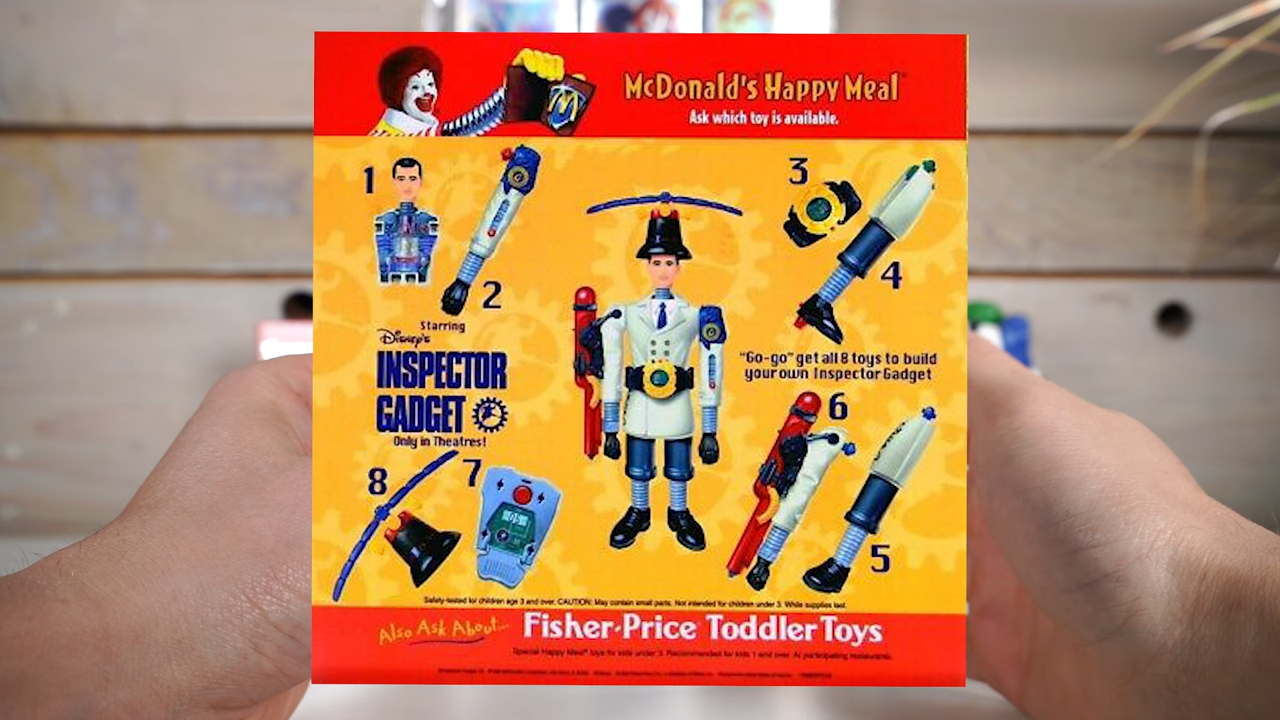 McDonald's Happy Meal
Ask which toy is available.
1
2
3
4
Starring
Disney's
INSPECTOR
GADGET
Only in Theatres!
"Go-go" get all 8 toys to build
your own Inspector Gadget
6
8
7
5
Safety-tested for children age 3 and over. CAUTION: May contain small parts. Not intended for children under 3. While supplies last.
Also Ask About...
Fisher-Price Toddler Toys
Special Happy Meal® toys for kids under 3. Recommended for kids 1 and over. At participating restaurants.